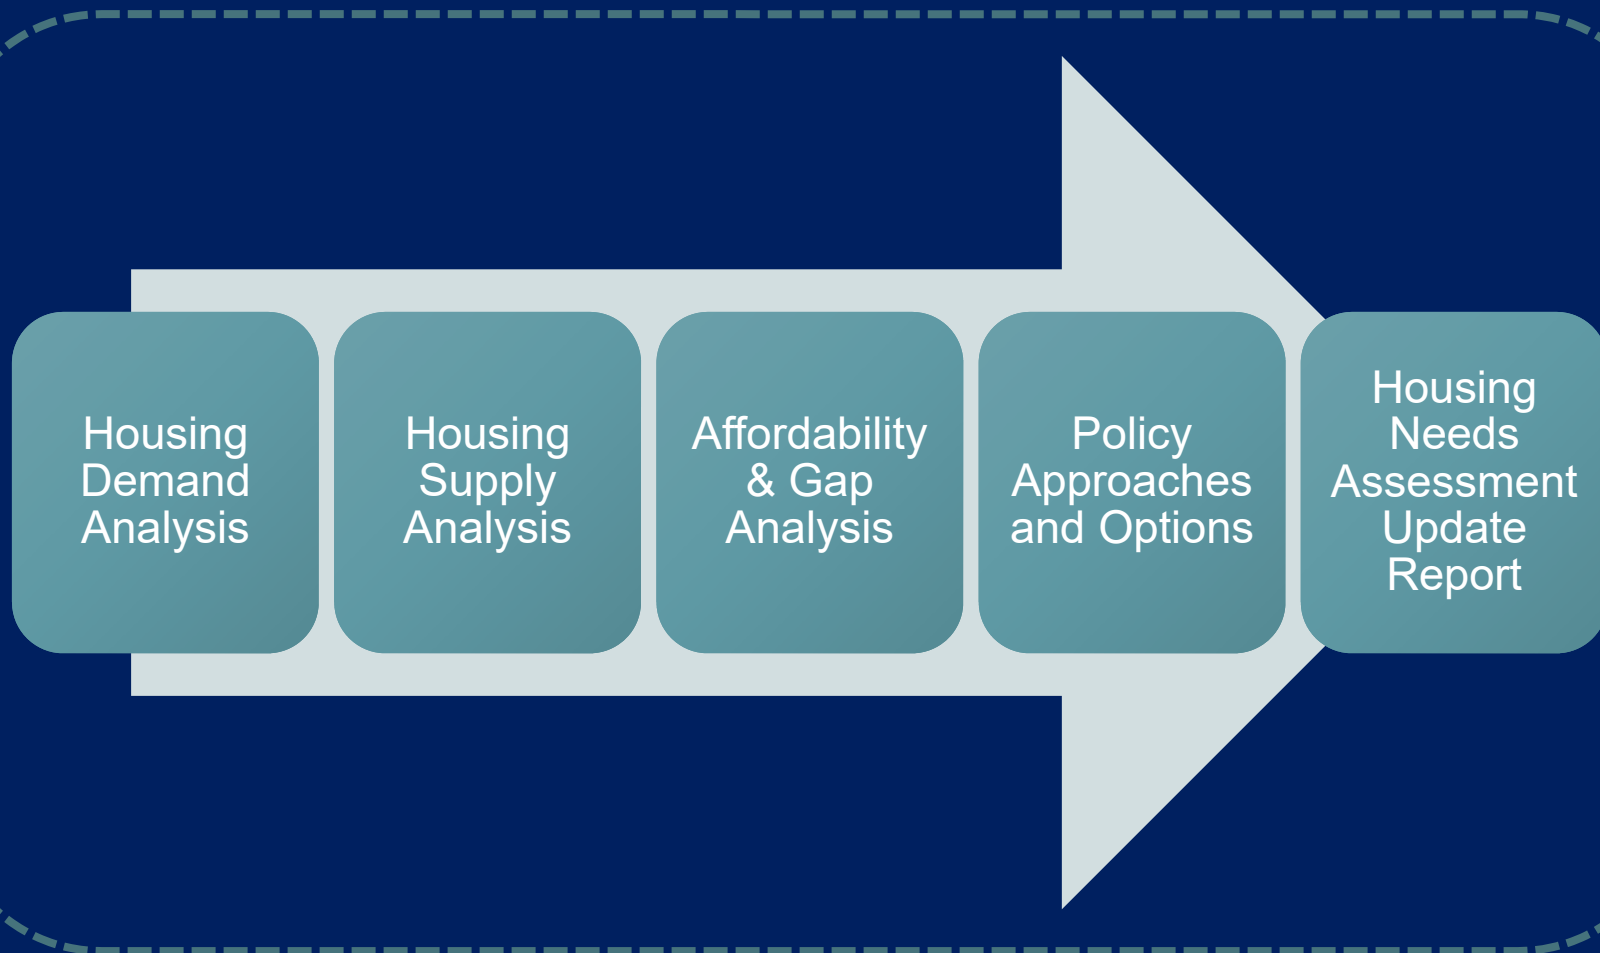 Housing
Demand
Analysis
Housing
Supply
Analysis
Affordability
& Gap
Analysis
Policy
Approaches
and Options
Housing
Needs
Assessment
Update
Report